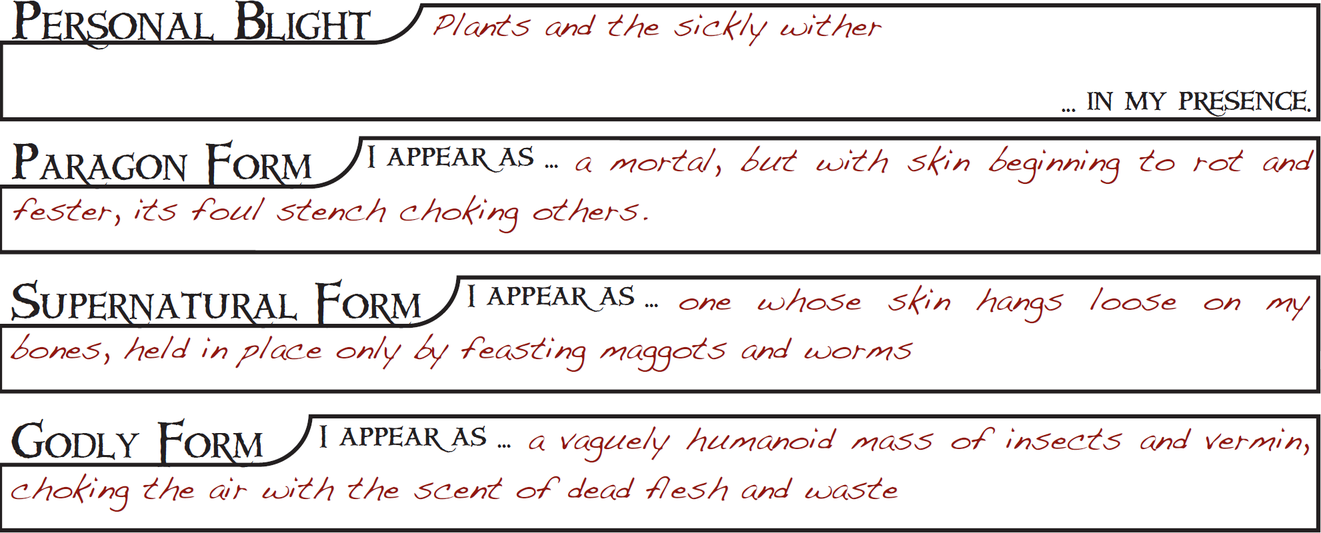 Personal Blight Plants and the sickly wither
... in my presence.
Paragon Form I appear as ... a mortal, but with skin beginning to rot and
fester, its foul stench choking others.
Supernatural Form I appear as ... one whose skin hangs loose on my
bones, held in place only by feasting maggots and worms
Godly Form I appear as ... a vaguely humanoid mass of insects and vermin,
choking the air with the scent of dead flesh and waste